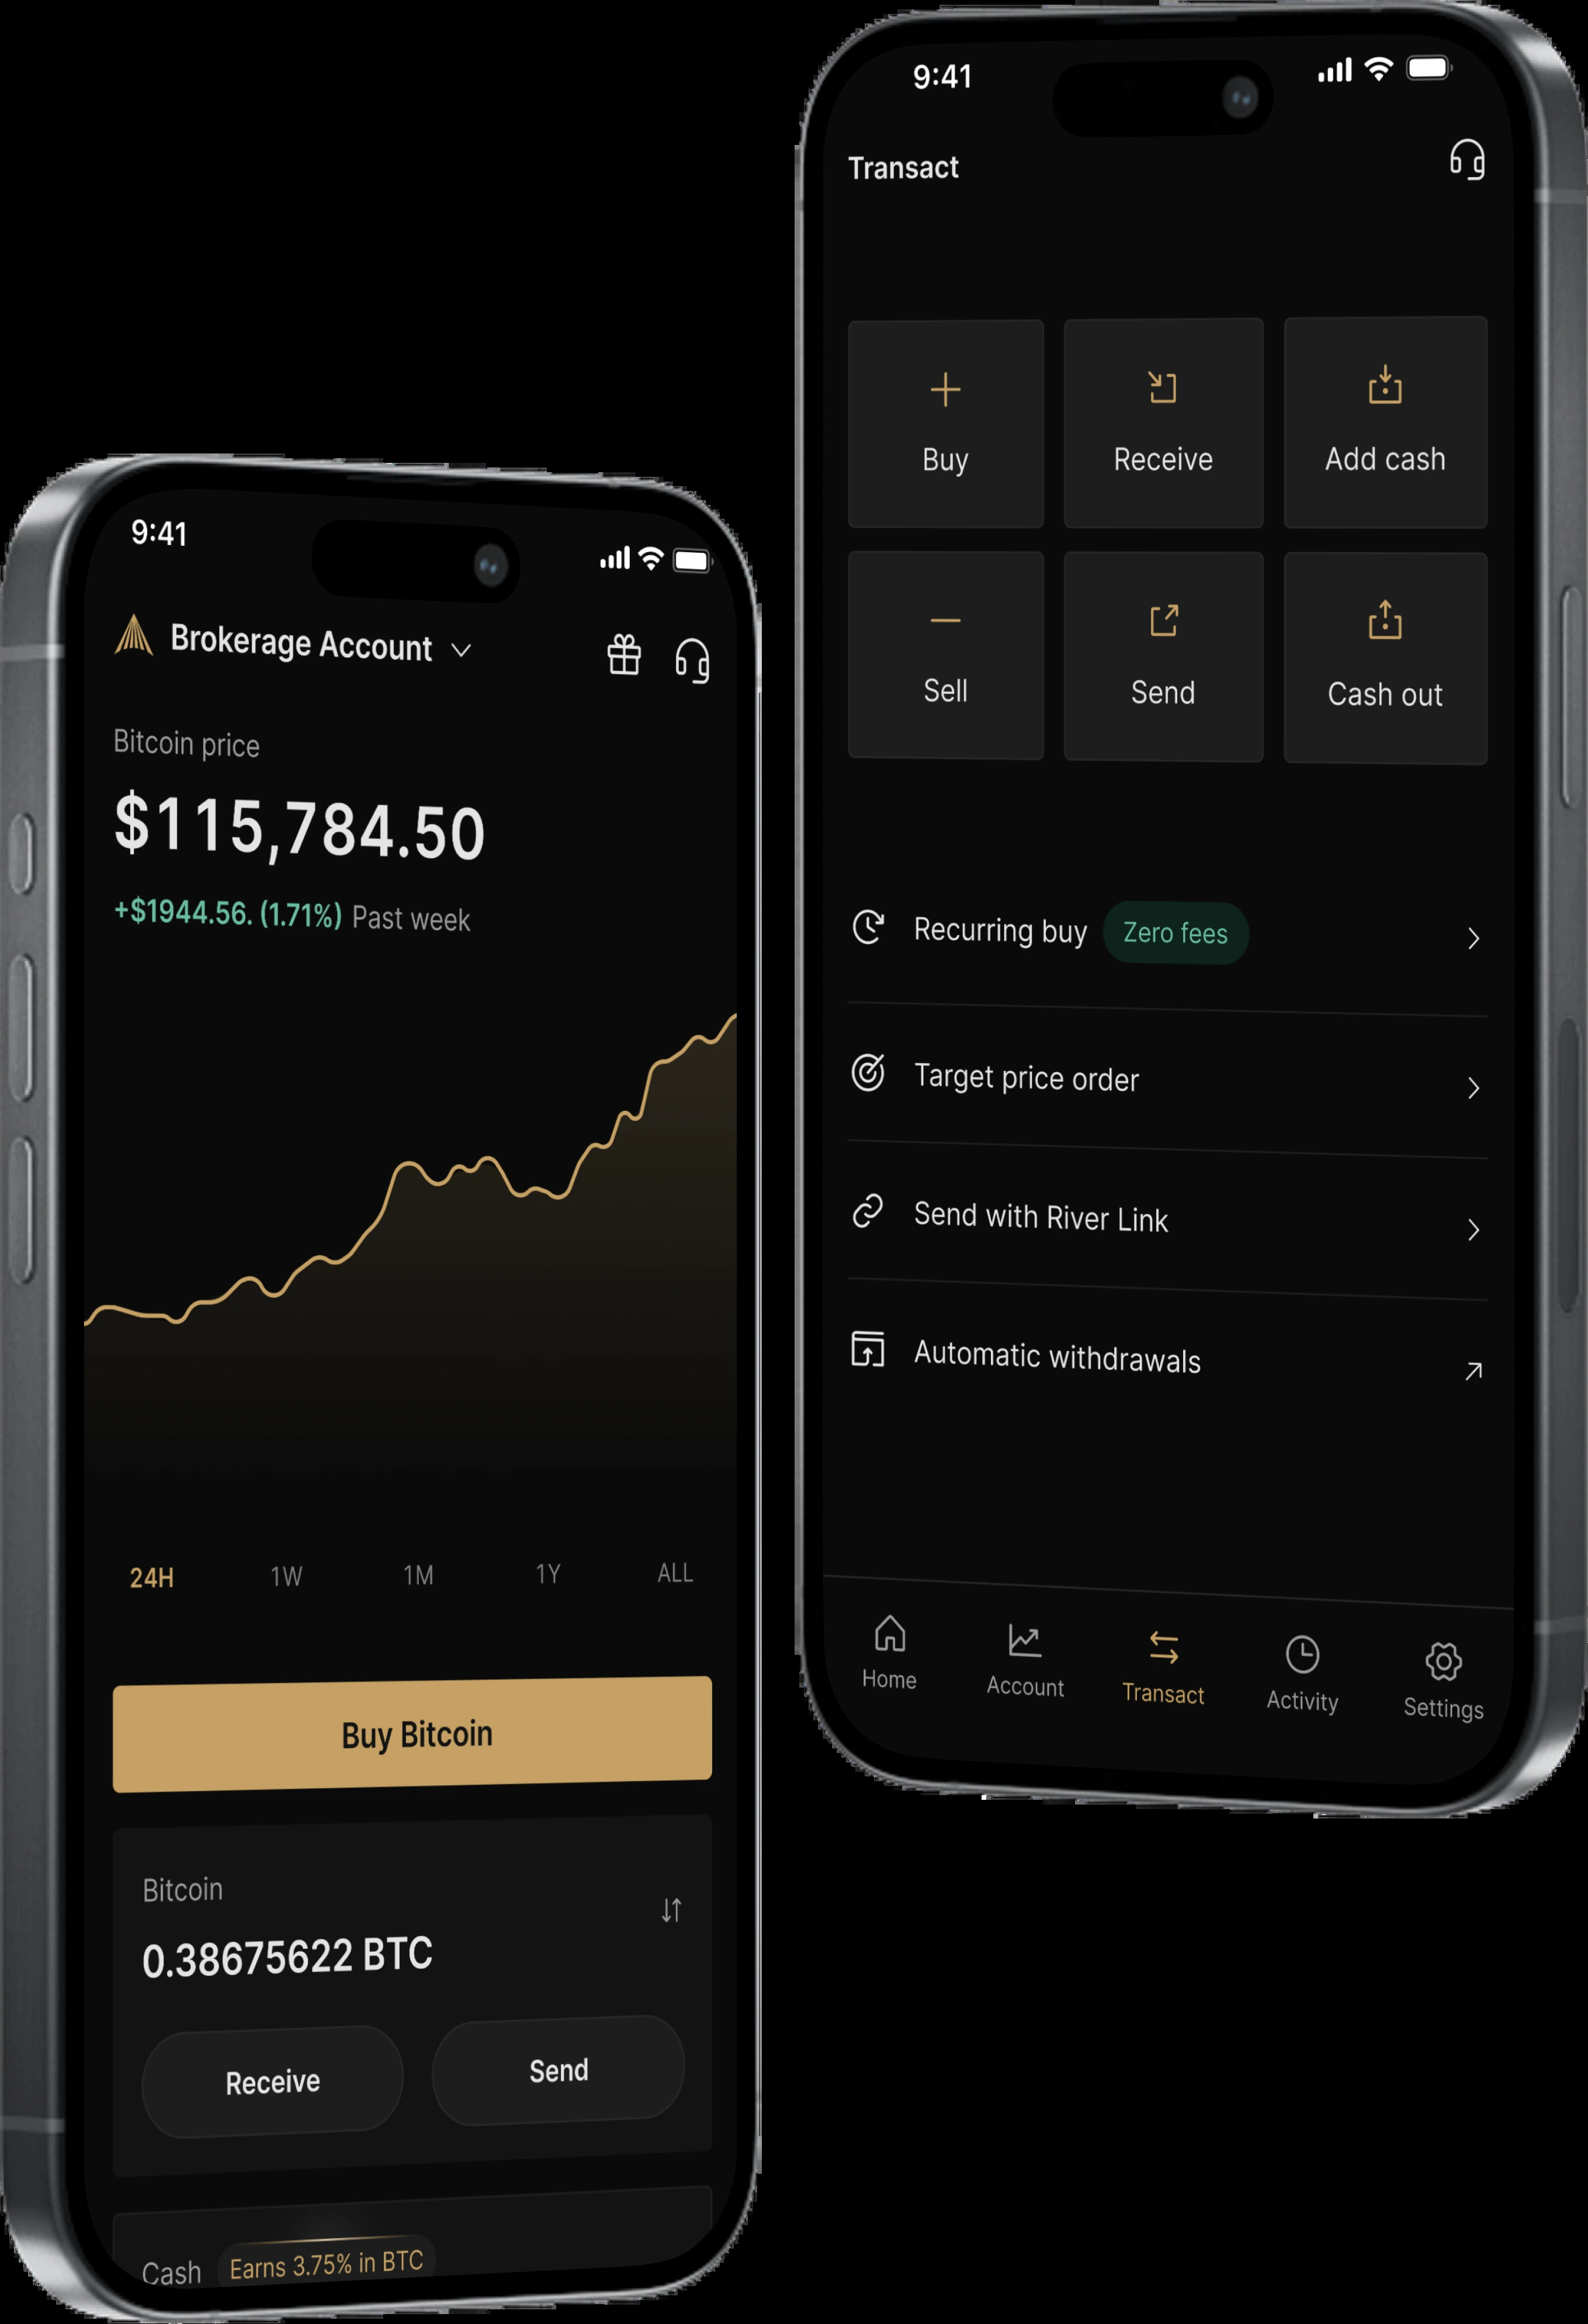 9:41
Brokerage Account
Bitcoin price
$115,784.50
+$1944.56. (1.71%) Past week
24H 1W 1M 1Y ALL
Buy Bitcoin
Bitcoin
0.38675622 BTC
Receive Send
Cash Earns 3.75% in BTC
9:41
Transact
Buy Receive Add cash
Sell Send Cash out
Recurring buy Zero fees
Target price order
Send with River Link
Automatic withdrawals
Home Account Transact Activity Settings